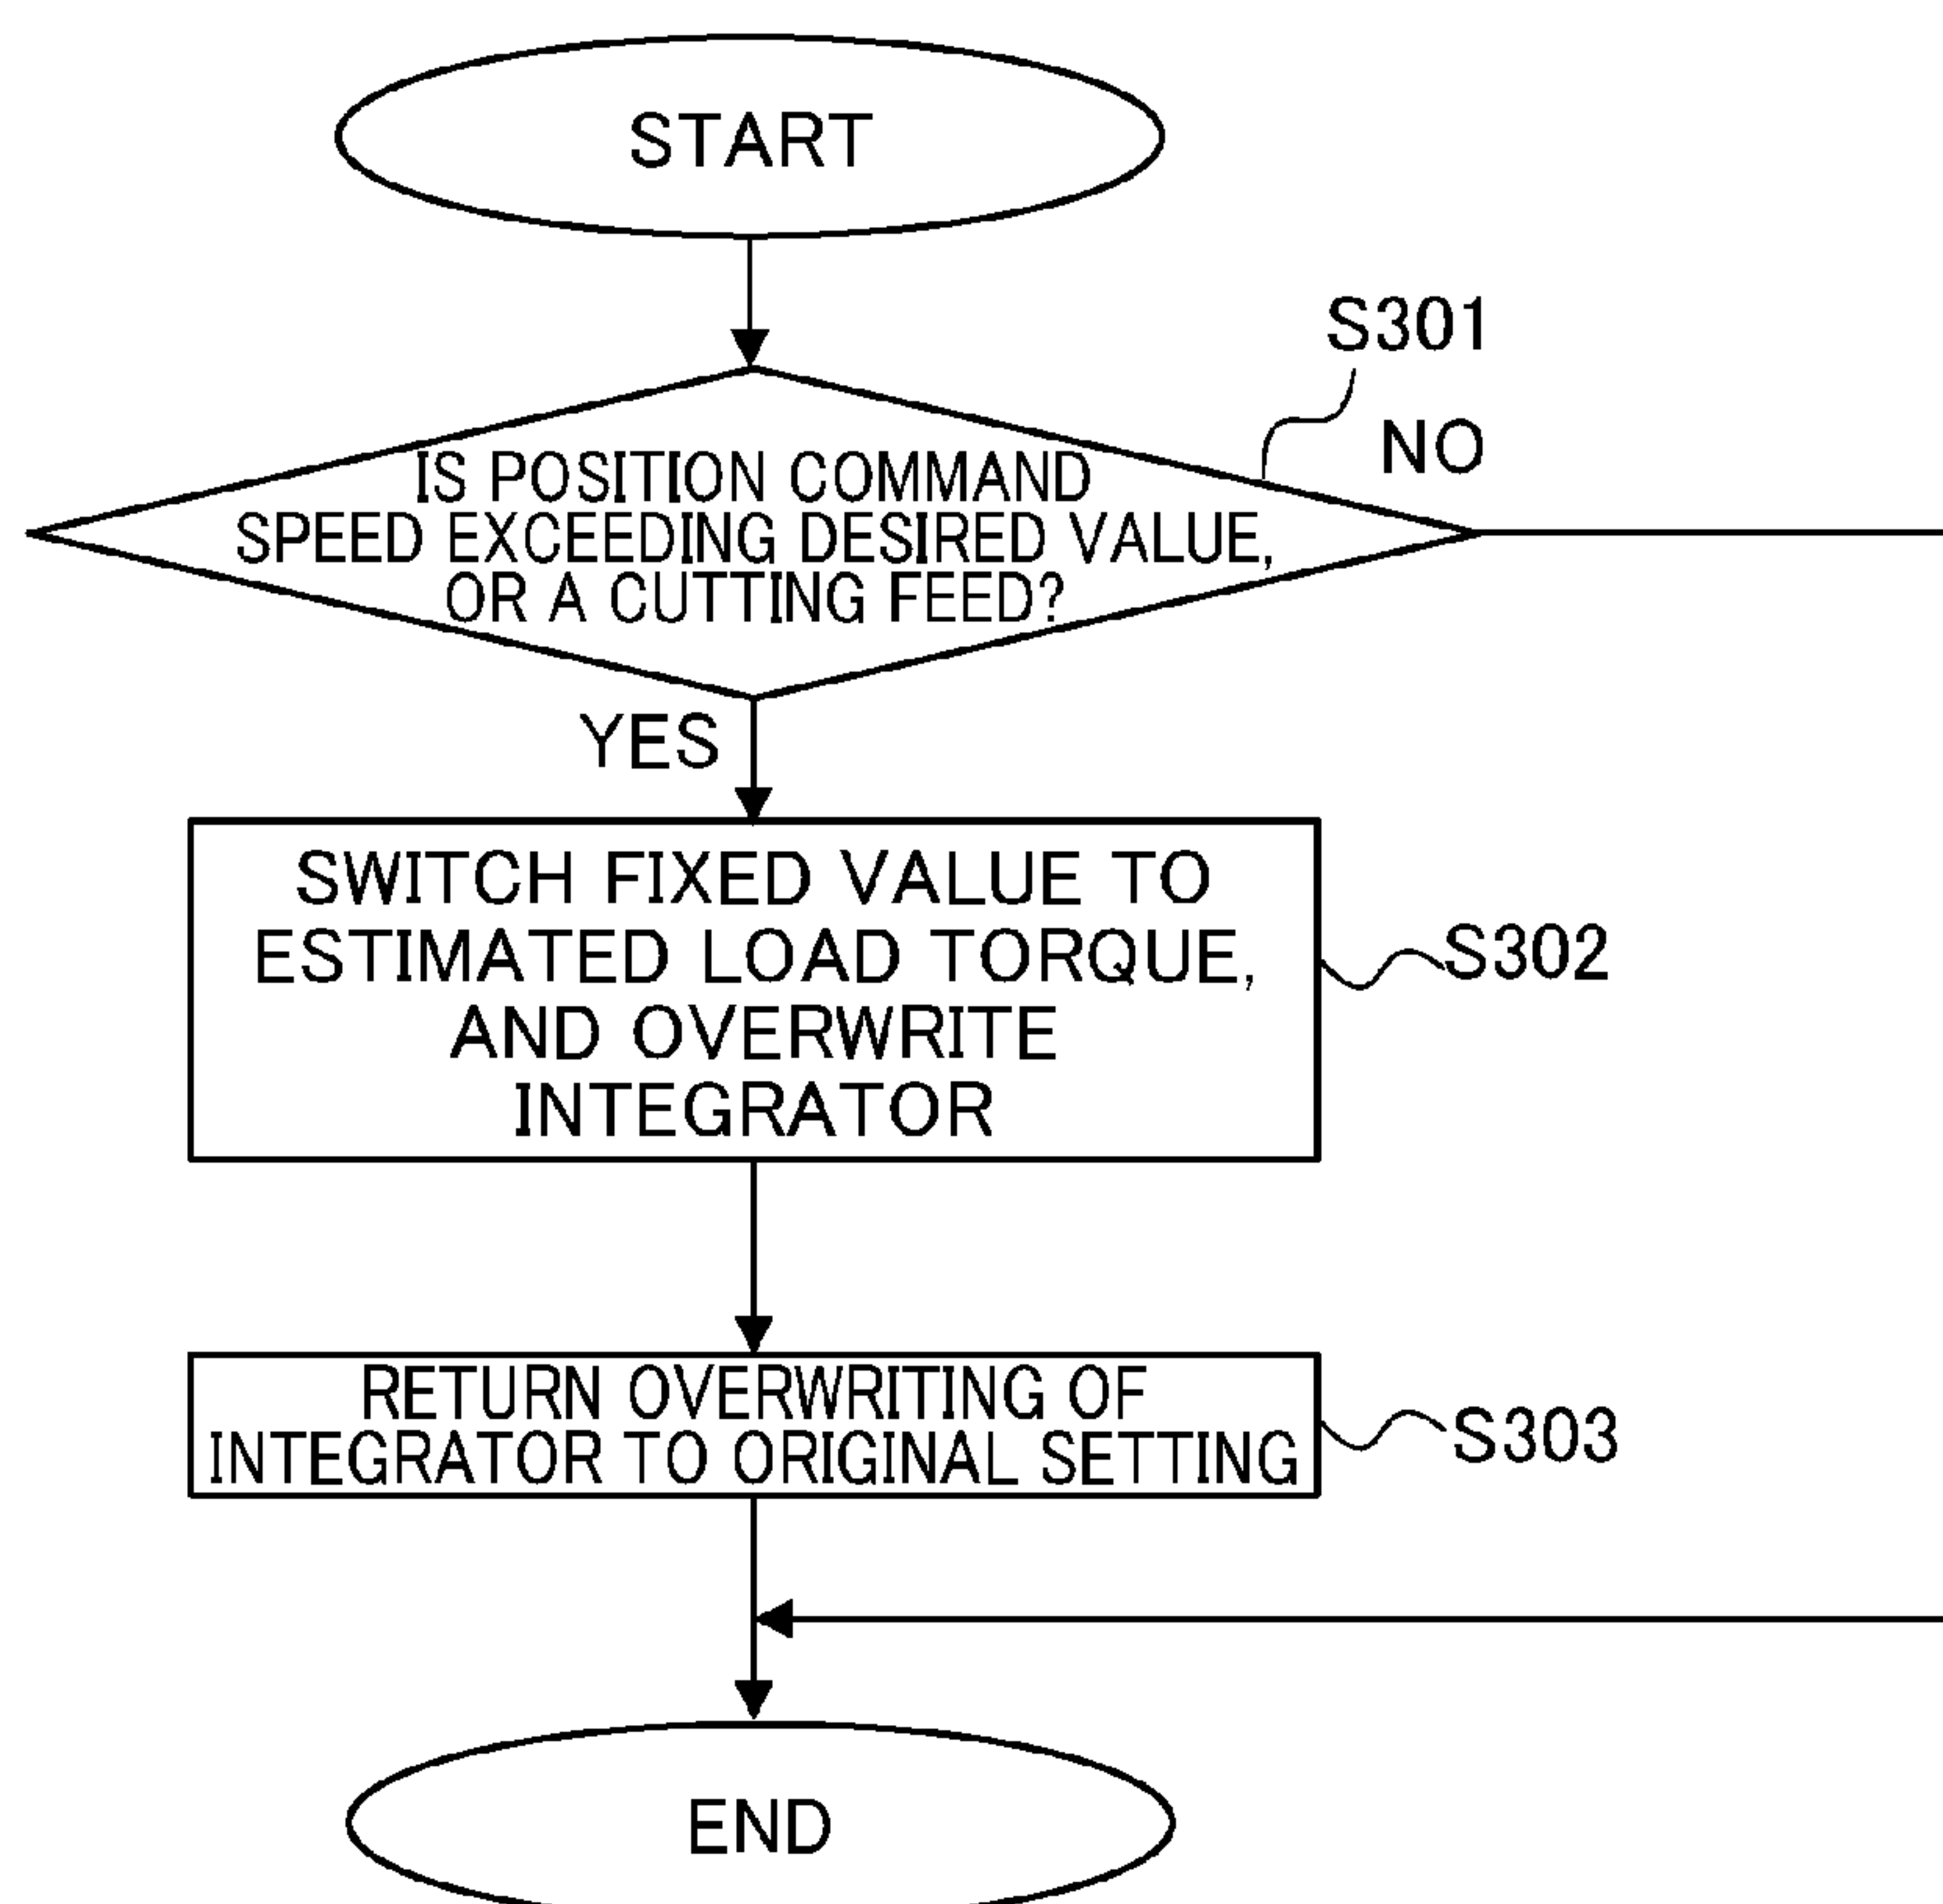 START
S301
NO
IS POSITION COMMAND
SPEED EXCEEDING DESIRED VALUE,
OR A CUTTING FEED?
YES
SWITCH FIXED VALUE TO
ESTIMATED LOAD TORQUE,
AND OVERWRITE
INTEGRATOR
S302
RETURN OVERWRITING OF
INTEGRATOR TO ORIGINAL SETTING
S303
END